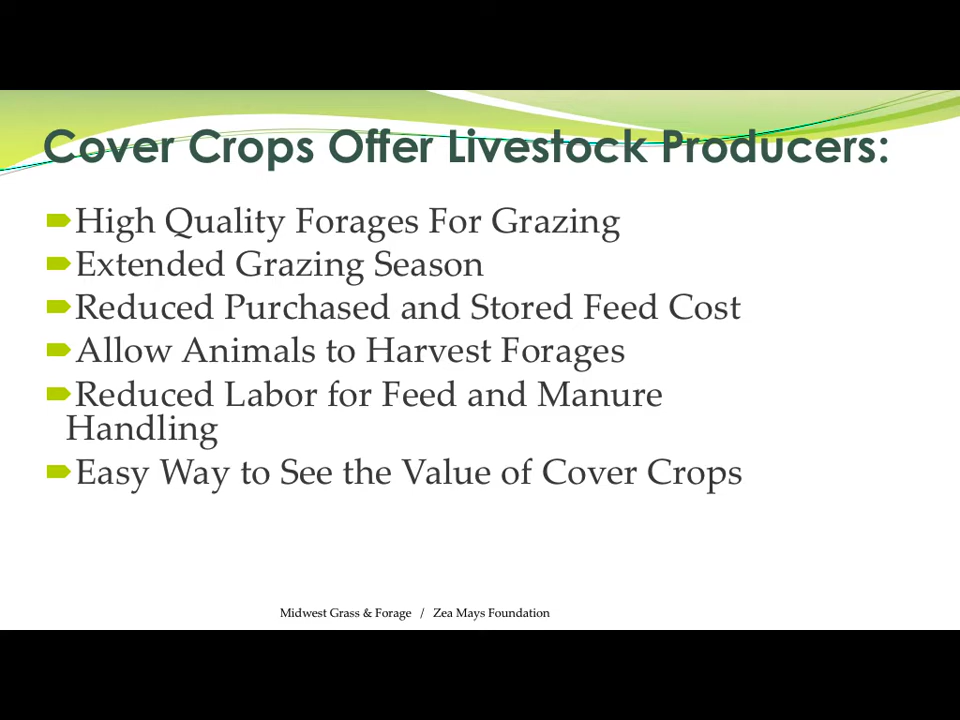 Cover Crops Offer Livestock Producers:
High Quality Forages For Grazing
Extended Grazing Season
Reduced Purchased and Stored Feed Cost
Allow Animals to Harvest Forages
Reduced Labor for Feed and Manure
Handling
Easy Way to See the Value of Cover Crops
Midwest Grass & Forage / Zea Mays Foundation